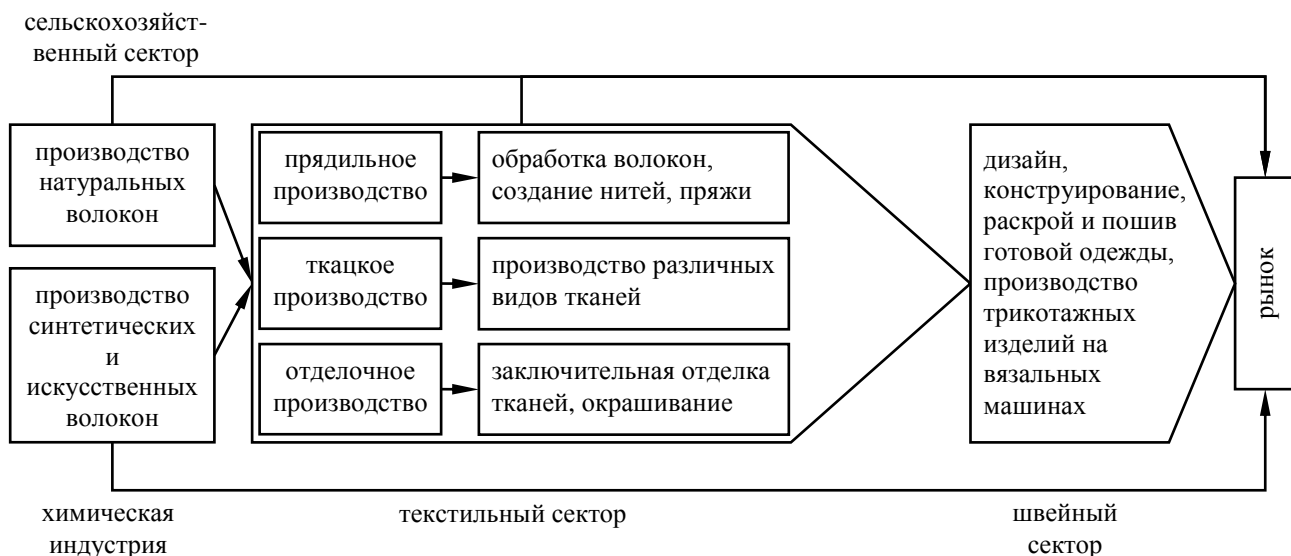 сельскохозяйст-
венный сектор
производство
натуральных
волокон
производство
синтетических
и
искусственных
волокон
прядильное
производство
обработка волокон,
создание нитей, пряжи
ткацкое
производство
производство различных
видов тканей
отделочное
производство
заключительная отделка
тканей, окрашивание
дизайн,
конструирование,
раскрой и пошив
готовой одежды,
производство
трикотажных
изделий на
вязальных
машинах
рынок
химическая
индустрия
текстильный сектор
швейный
сектор